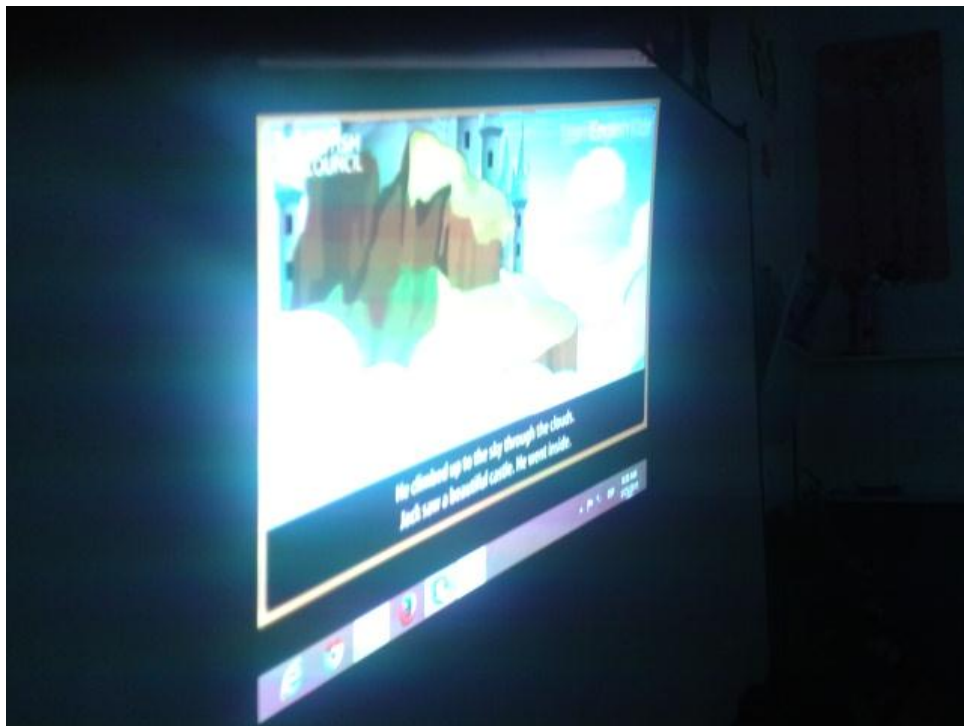 BRITISH
COUNCIL
He climbed up to the sky through the clouds.
Jack saw a beautiful castle. He went inside.